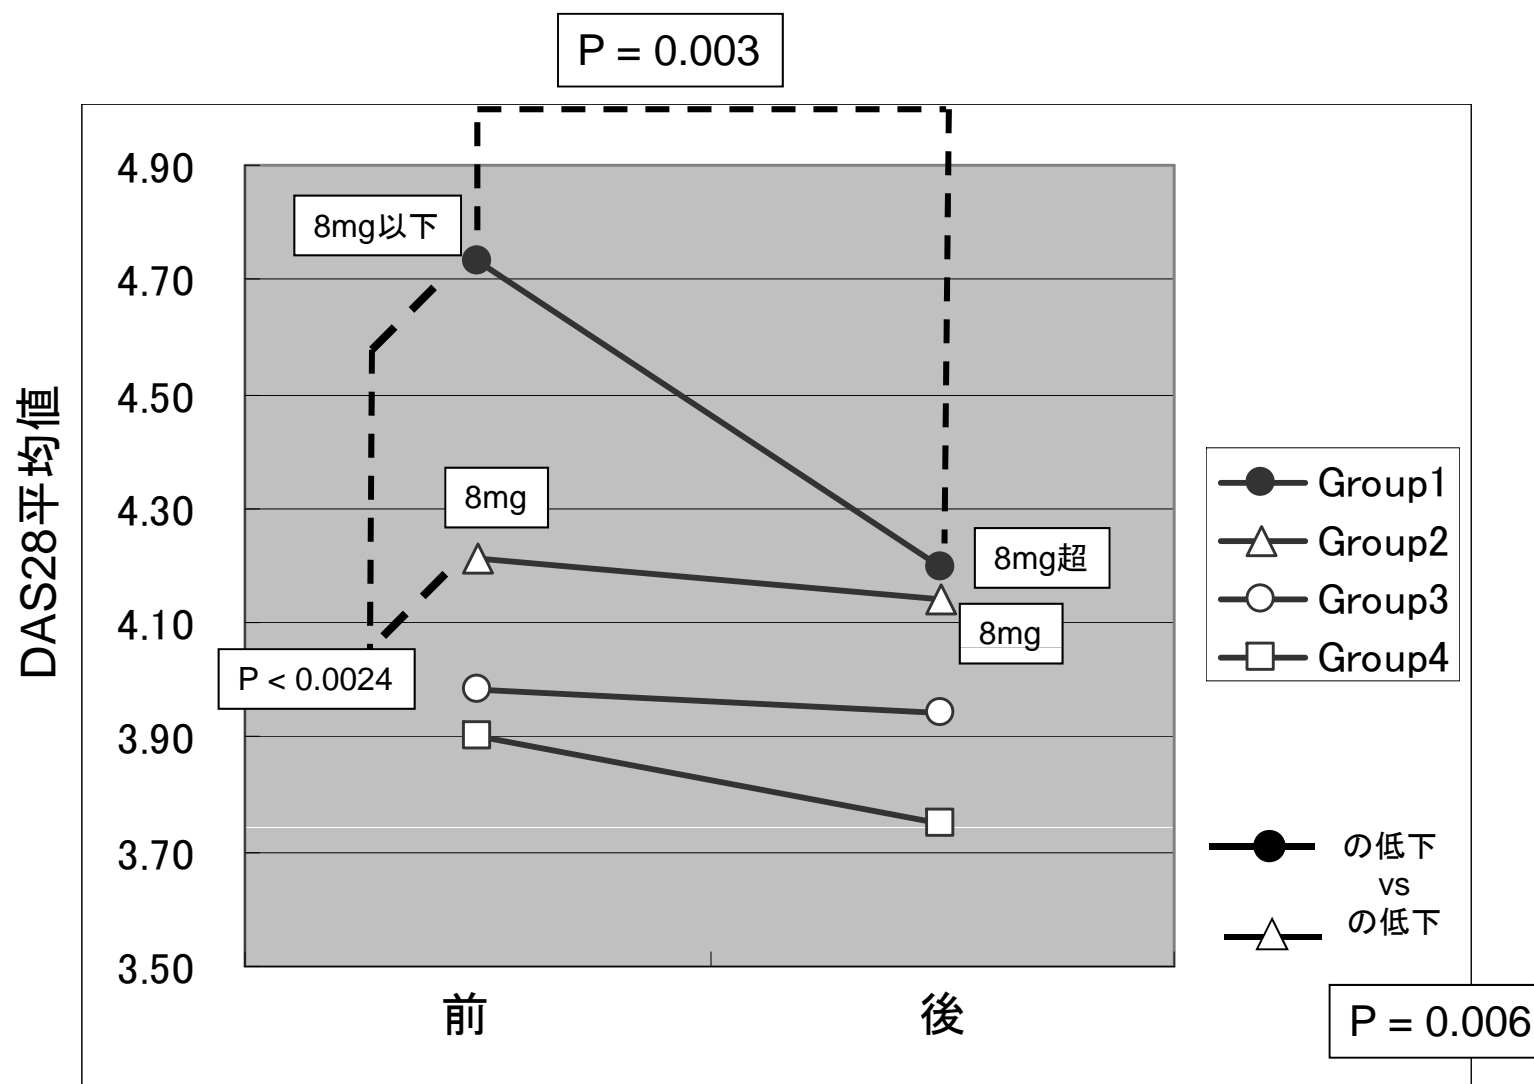 P = 0.003
4.90
4.70
4.50
4.30
4.10
3.90
3.70
3.50
DAS28平均値
8mg以下
8mg
8mg超
8mg
P < 0.0024
前
後
Group1
Group2
Group3
Group4
の低下
vs
の低下
P = 0.006